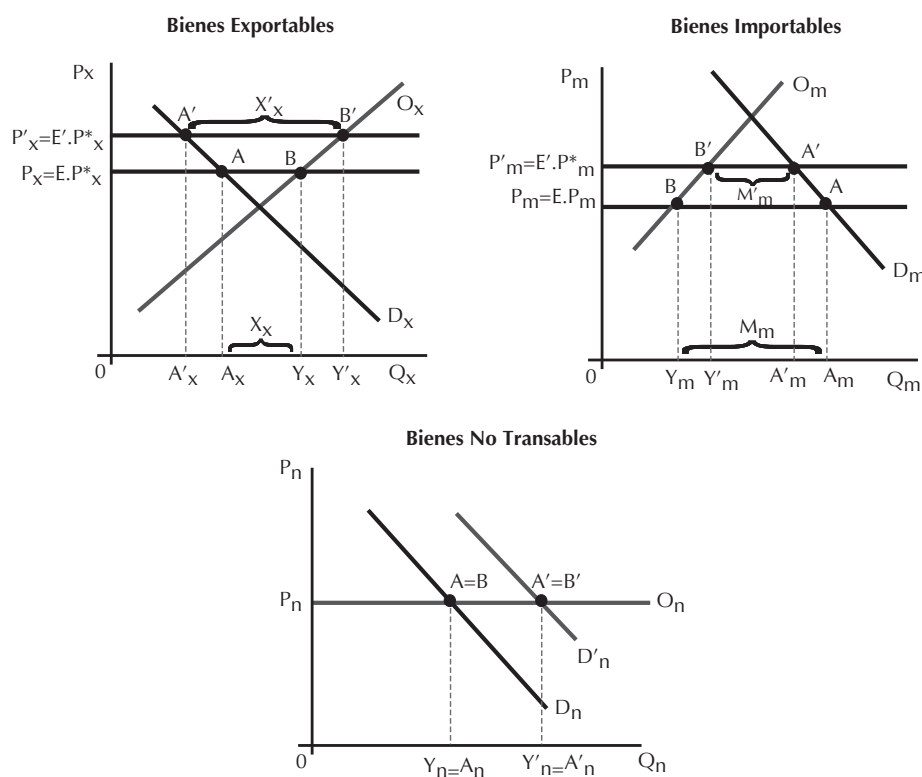 Bienes Exportables
Px
A' X'x B' Ox
P'x=E'.P*x
A B
Px=E.P*x
Dx
Xx
0 A'x Ax Yx Y'x Qx
Bienes Importables
Pm
Om
P'm=E'.P*m B' A'
M'm
Pm=E.Pm B A
Dm
Mm
0 Ym Y'm A'm Am Qm
Bienes No Transables
Pn
A=B A'=B'
Pn On
D'n
Dn
0 Yn=An Y'n=A'n Qn